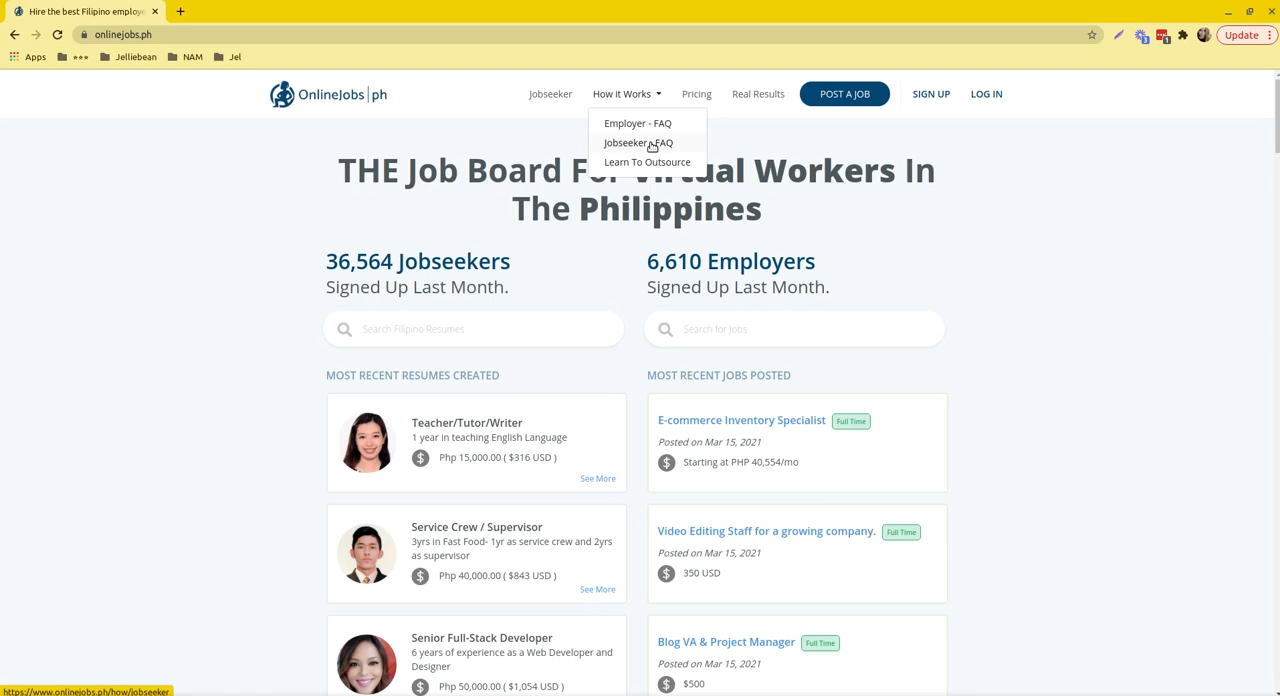 Hire the best Filipino employe
onlinejobs.ph
3
1
Update
Apps
***
Jelliebean
NAM
Jel
OnlineJobs ph
Jobseeker
How it Works
Pricing
Real Results
POST A JOB
SIGN UP
LOG IN
Employer - FAQ
Jobseeker - FAQ
Learn To Outsource
THE Job Board For Virtual Workers In
The Philippines
36,564 Jobseekers
Signed Up Last Month.
Search Filipino Resumes
MOST RECENT RESUMES CREATED
Teacher/Tutor/Writer
1 year in teaching English Language
$ Php 15,000.00 ( $316 USD )
See More
Service Crew / Supervisor
3yrs in Fast Food- 1yr as service crew and 2yrs
as supervisor
$ Php 40,000.00 ( $843 USD )
See More
Senior Full-Stack Developer
6 years of experience as a Web Developer and
Designer
$ Php 50,000.00 ( $1,054 USD )
6,610 Employers
Signed Up Last Month.
Search for Jobs
MOST RECENT JOBS POSTED
E-commerce Inventory Specialist Full Time
Posted on Mar 15, 2021
$ Starting at PHP 40,554/mo
Video Editing Staff for a growing company. Full Time
Posted on Mar 15, 2021
$ 350 USD
Blog VA & Project Manager Full Time
Posted on Mar 15, 2021
$ $500
https://www.onlinejobs.ph/how/jobseeker